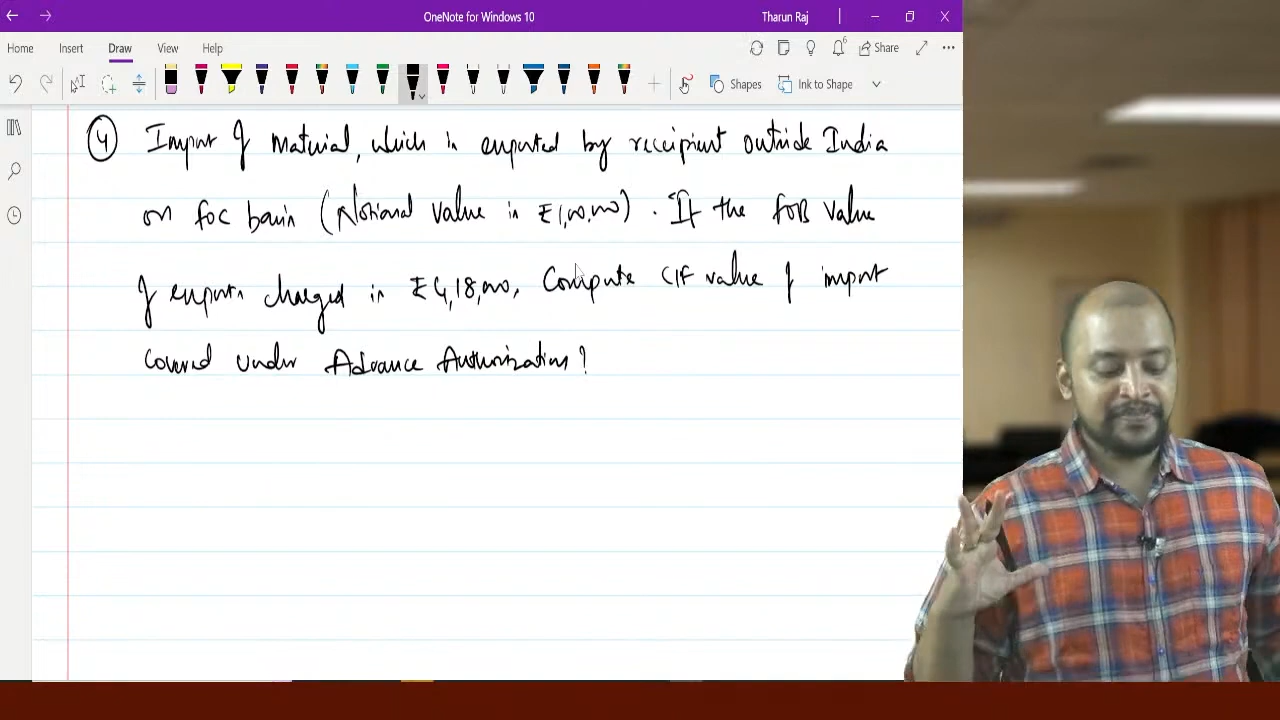 OneNote for Windows 10
Tharun Raj
Home Insert Draw View Help
6
Share
Shapes
Ink to Shape
4 Import of Material, which is exported by recipient outside India
on FOC basis (Notional value is ₹1,00,000). If the FOB value
of exports charged is ₹4,18,000, Compute CIF value of import
covered under Advance Authorization?